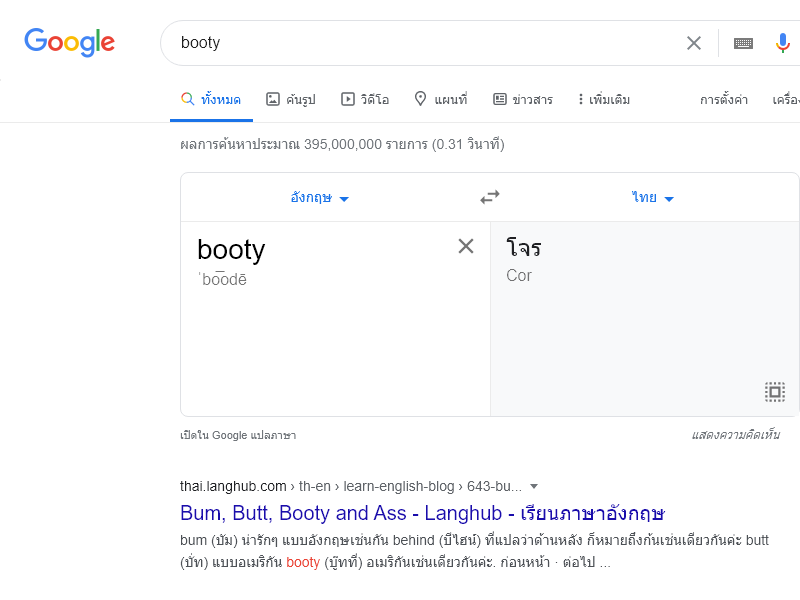 Google
booty
ทั้งหมด ค้นรูป วิดีโอ แผนที่ ข่าวสาร เพิ่มเติม การตั้งค่า เครื่อง
ผลการค้นหาประมาณ 395,000,000 รายการ (0.31 วินาที)
อังกฤษ ไทย
booty โจร
ˈbo͞odē Cor
เปิดใน Google แปลภาษา แสดงความคิดเห็น
thai.langhub.com › th-en › learn-english-blog › 643-bu...
Bum, Butt, Booty and Ass - Langhub - เรียนภาษาอังกฤษ
bum (บัม) น่ารักๆ แบบอังกฤษเช่นกัน behind (บีไฮน์) ที่แปลว่าด้านหลัง ก็หมายถึงก้นเช่นเดียวกันค่ะ butt
(บั่ท) แบบอเมริกัน booty (บู๊ทที่) อเมริกันเช่นเดียวกันค่ะ. ก่อนหน้า · ต่อไป ...